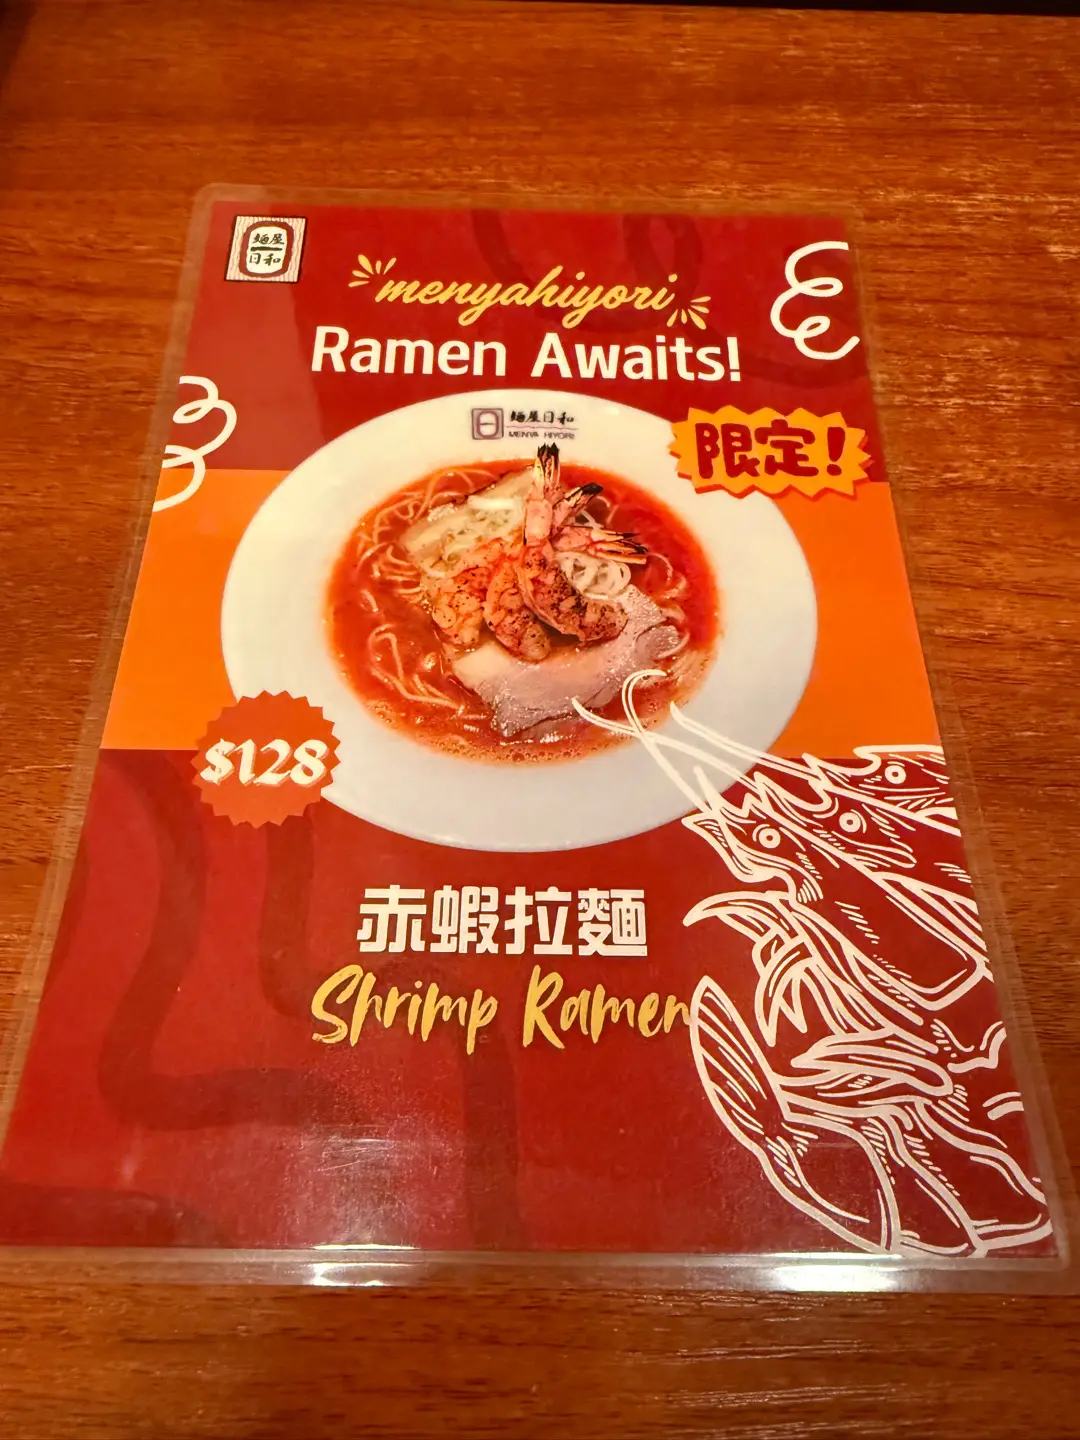 麺屋
日和
menyahiyori
Ramen Awaits!
麺屋日和
MENYA HIYORI
限定!
$128
赤蝦拉麵
Shrimp Ramen